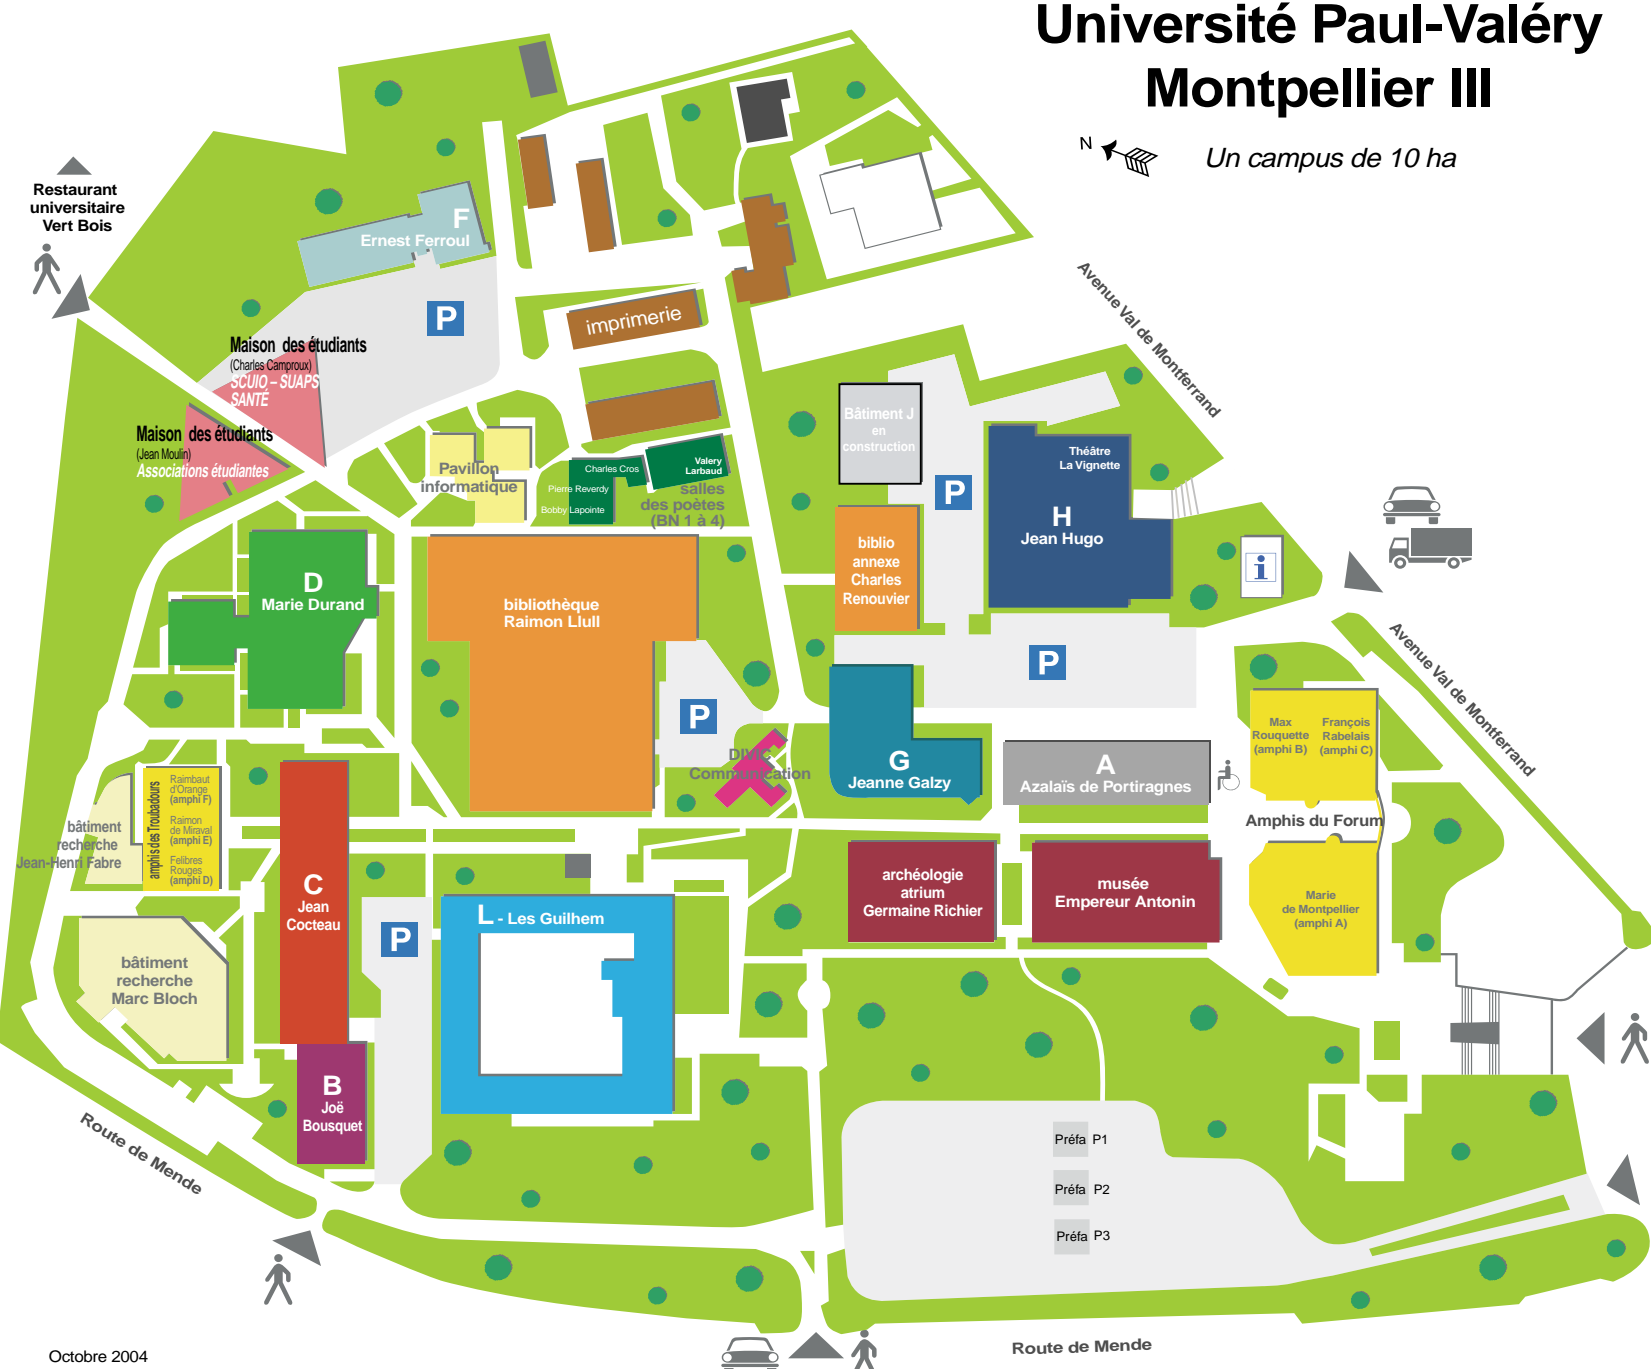 Université Paul-Valéry
Montpellier III
N
Un campus de 10 ha
Restaurant
universitaire
Vert Bois
F
Ernest Ferroul
P
imprimerie
Maison des étudiants
(Charles Camproux)
SCUIO – SUAPS
SANTÉ
Maison des étudiants
(Jean Moulin)
Associations étudiantes
Avenue Val de Montferrand
Bâtiment J
en
construction
Théâtre
La Vignette
H
Jean Hugo
P
Pavillon
informatique
Charles Cros
Pierre Reverdy
Bobby Lapointe
Valery
Larbaud
salles
des poètes
(BN 1 à 4)
biblio
annexe
Charles
Renouvier
i
D
Marie Durand
bibliothèque
Raimon Llull
P
P
Avenue Val de Montferrand
DIVIC
Communication
G
Jeanne Galzy
A
Azalaïs de Portiragnes
Max
Rouquette
(amphi B)
François
Rabelais
(amphi C)
Amphis du Forum
Marie
de Montpellier
(amphi A)
bâtiment
recherche
Jean-Henri Fabre
amphis des Troubadours
Raimbaut
d'Orange
(amphi F)
Raimon
de Miraval
(amphi E)
Felibres
Rouges
(amphi D)
C
Jean
Cocteau
P
L - Les Guilhem
archéologie
atrium
Germaine Richier
musée
Empereur Antonin
bâtiment
recherche
Marc Bloch
B
Joë
Bousquet
Préfa P1
Préfa P2
Préfa P3
Route de Mende
Route de Mende
Octobre 2004